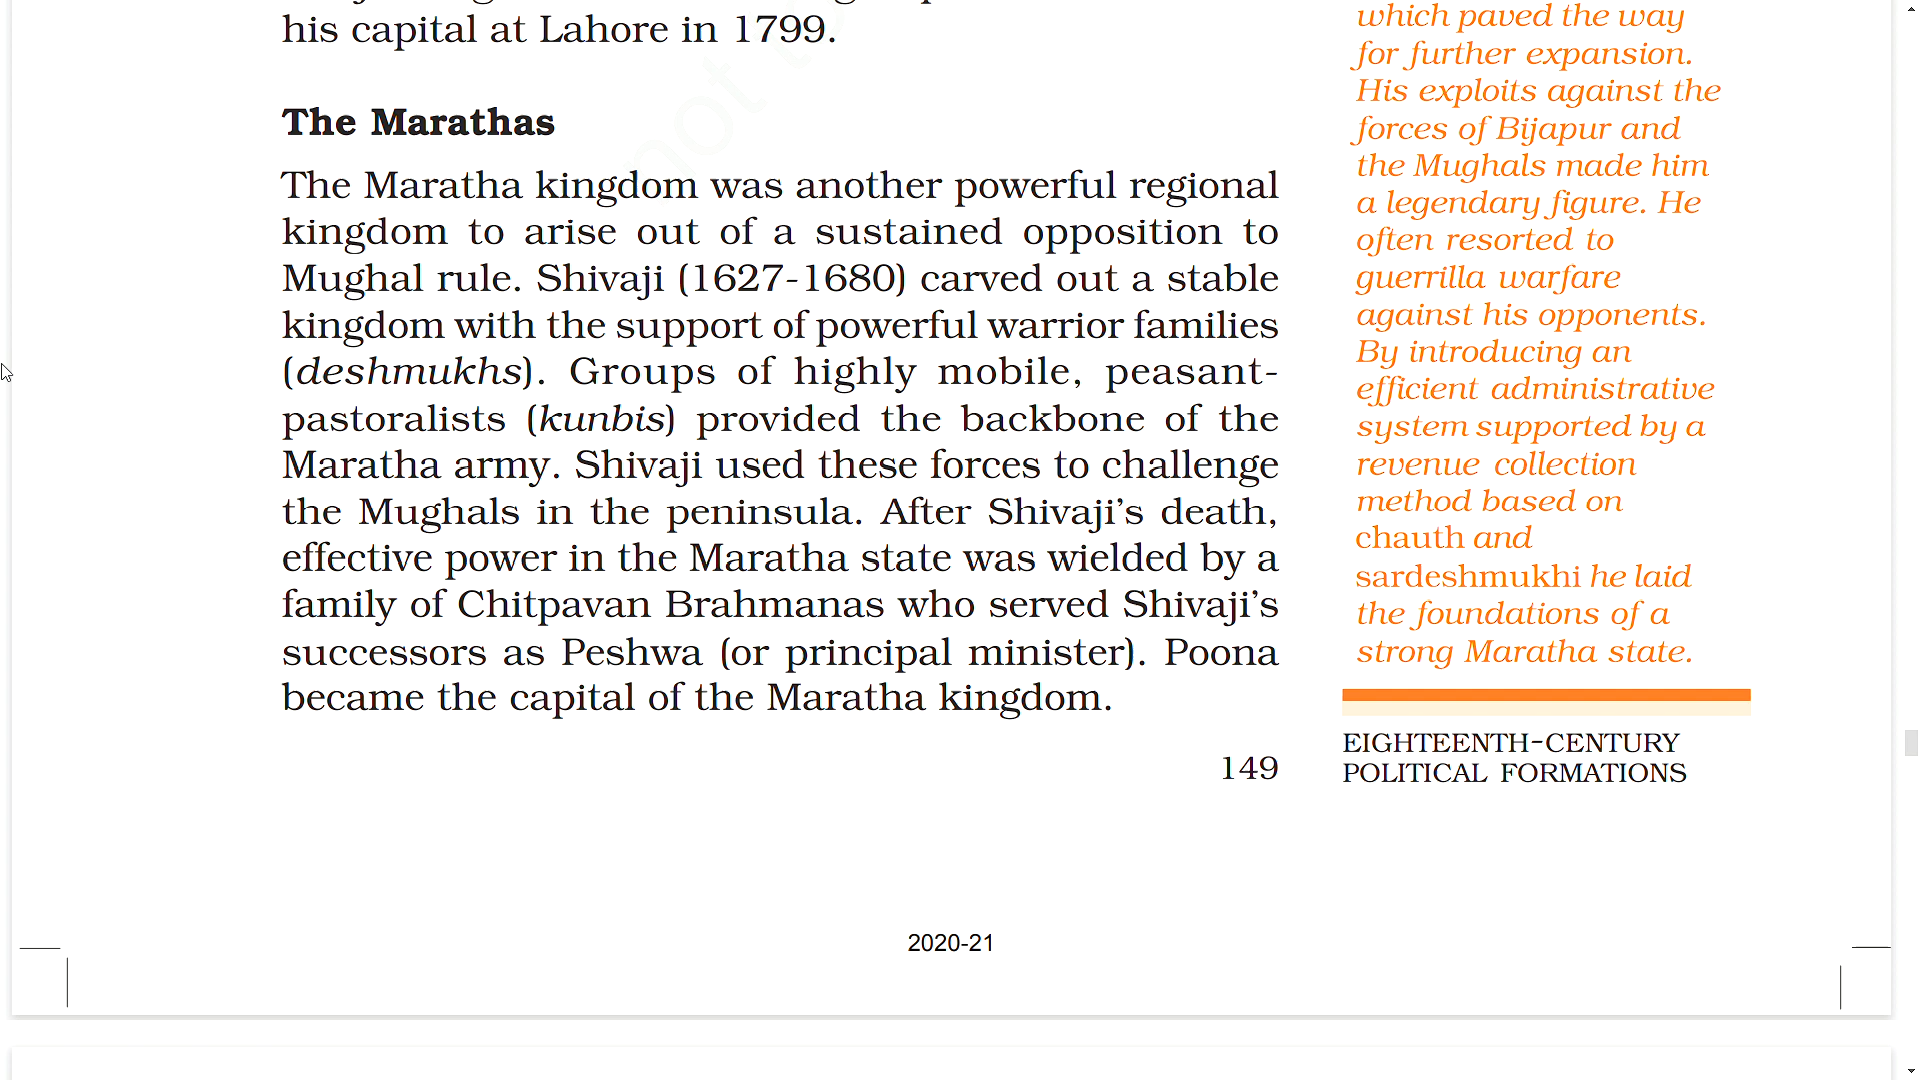 his capital at Lahore in 1799.
The Marathas
The Maratha kingdom was another powerful regional
kingdom to arise out of a sustained opposition to
Mughal rule. Shivaji (1627-1680) carved out a stable
kingdom with the support of powerful warrior families
(deshmukhs). Groups of highly mobile, peasant-
pastoralists (kunbis) provided the backbone of the
Maratha army. Shivaji used these forces to challenge
the Mughals in the peninsula. After Shivaji’s death,
effective power in the Maratha state was wielded by a
family of Chitpavan Brahmanas who served Shivaji’s
successors as Peshwa (or principal minister). Poona
became the capital of the Maratha kingdom.
149
which paved the way
for further expansion.
His exploits against the
forces of Bijapur and
the Mughals made him
a legendary figure. He
often resorted to
guerrilla warfare
against his opponents.
By introducing an
efficient administrative
system supported by a
revenue collection
method based on
chauth and
sardeshmukhi he laid
the foundations of a
strong Maratha state.
EIGHTEENTH-CENTURY
POLITICAL FORMATIONS
not
2020-21